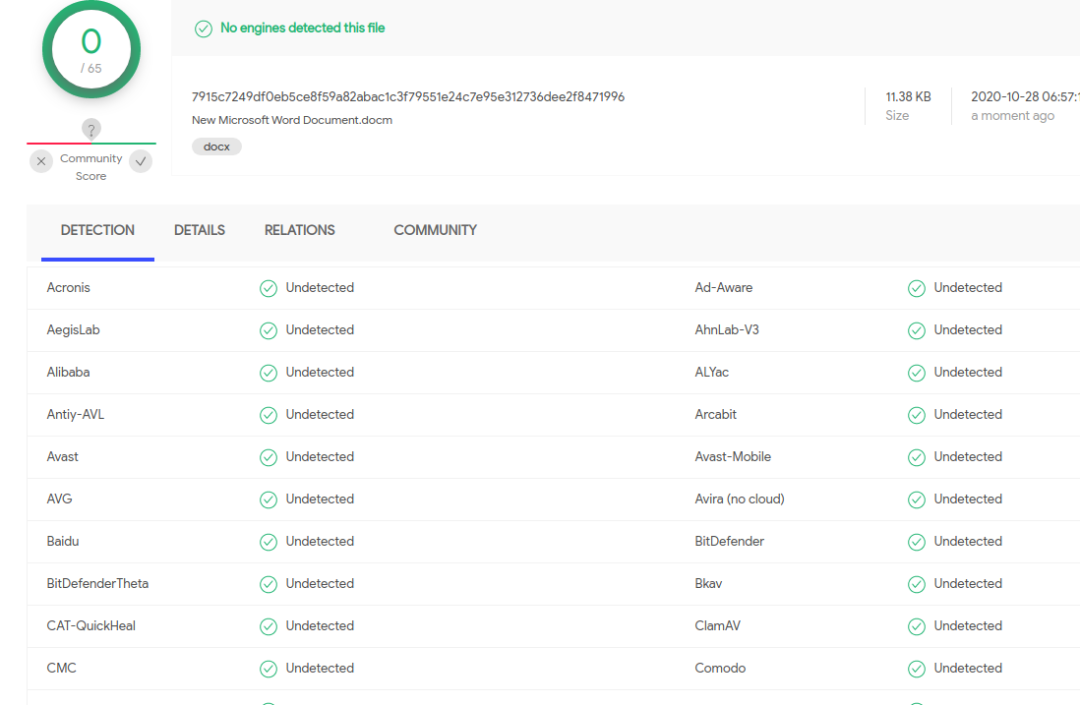 0
/ 65
?
Community
Score
No engines detected this file
7915c7249df0eb5ce8f59a82abac1c3f79551e24c7e95e312736dee2f8471996
New Microsoft Word Document.docm
docx
11.38 KB
Size
2020-10-28 06:57:1
a moment ago
DETECTION DETAILS RELATIONS COMMUNITY
Acronis Undetected Ad-Aware Undetected
AegisLab Undetected AhnLab-V3 Undetected
Alibaba Undetected ALYac Undetected
Antiy-AVL Undetected Arcabit Undetected
Avast Undetected Avast-Mobile Undetected
AVG Undetected Avira (no cloud) Undetected
Baidu Undetected BitDefender Undetected
BitDefenderTheta Undetected Bkav Undetected
CAT-QuickHeal Undetected ClamAV Undetected
CMC Undetected Comodo Undetected